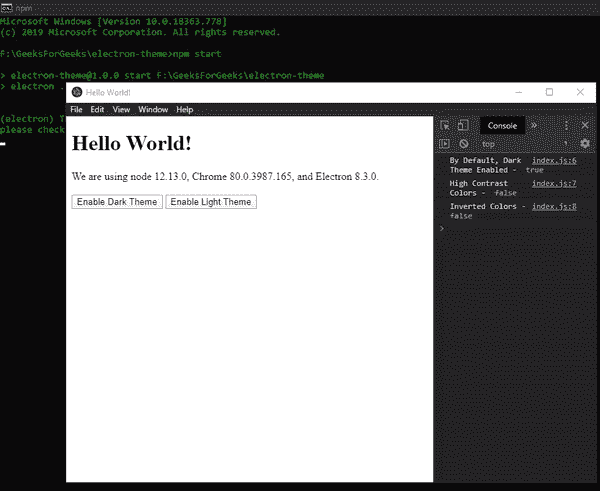 npm
Microsoft Windows [Version 10.0.18363.778]
(c) 2019 Microsoft Corporation. All rights reserved.
F:\GeeksForGeeks\electron-theme>npm start
> electron-theme@1.0.0 start F:\GeeksForGeeks\electron-theme
> electron .
(electron)
please check
Hello World!
File Edit View Window Help
Hello World!
We are using node 12.13.0, Chrome 80.0.3987.165, and Electron 8.3.0.
Enable Dark Theme Enable Light Theme
Console »
top
By Default, Dark index.js:6
Theme Enabled - true
High Contrast index.js:7
Colors - false
Inverted Colors - index.js:8
false
>